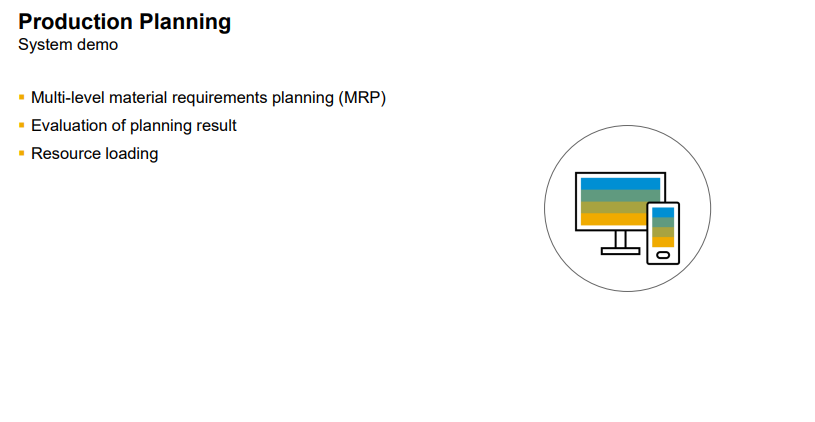 Production Planning
System demo
▪ Multi-level material requirements planning (MRP)
▪ Evaluation of planning result
▪ Resource loading